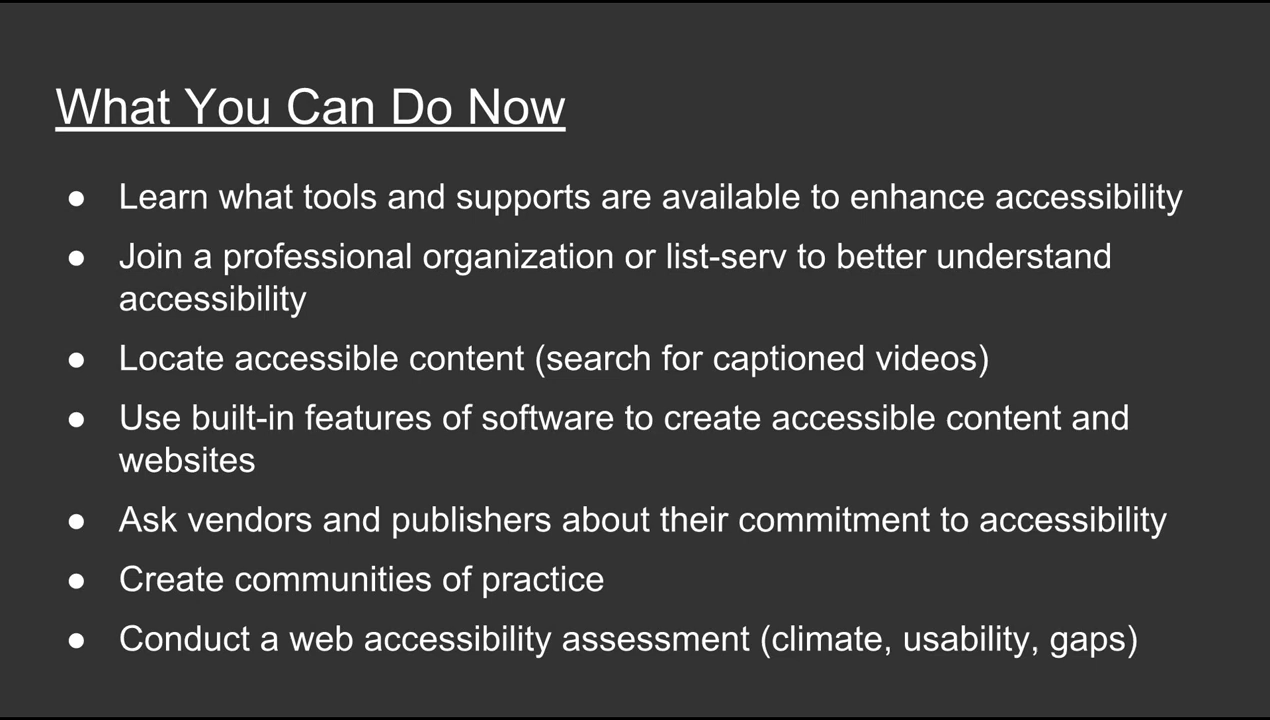 What You Can Do Now
● Learn what tools and supports are available to enhance accessibility
● Join a professional organization or list-serv to better understand
accessibility
● Locate accessible content (search for captioned videos)
● Use built-in features of software to create accessible content and
websites
● Ask vendors and publishers about their commitment to accessibility
● Create communities of practice
● Conduct a web accessibility assessment (climate, usability, gaps)